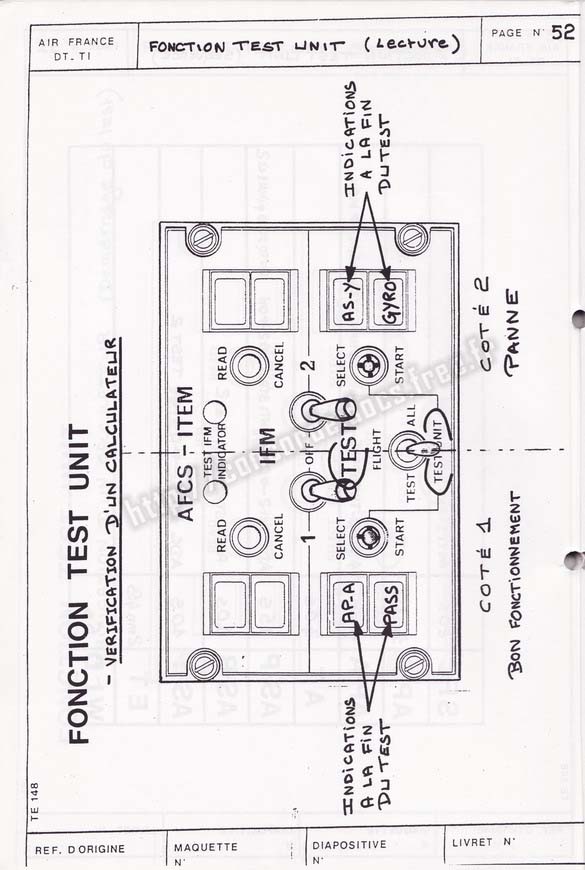 AIR FRANCE
DT. TI
FONCTION TEST UNIT (Lecture)
PAGE N° 52
FONCTION TEST UNIT
- VERIFICATION D'UN CALCULATEUR
AFCS - ITEM
TEST IFM
INDICATOR
READ
CANCEL
READ
CANCEL
IFM
1
OFF
2
TEST
SELECT
START
FLIGHT
SELECT
START
TEST
ALL
TEST UNIT
AP-A
PASS
AS-Y
GYRO
INDICATIONS
A LA FIN
DU TEST
INDICATIONS
A LA FIN
DU TEST
COTÉ 1
BON FONCTIONNEMENT
COTÉ 2
PANNE
TE 148
REF. D'ORIGINE
MAQUETTE
N°
DIAPOSITIVE
N°
LIVRET N°